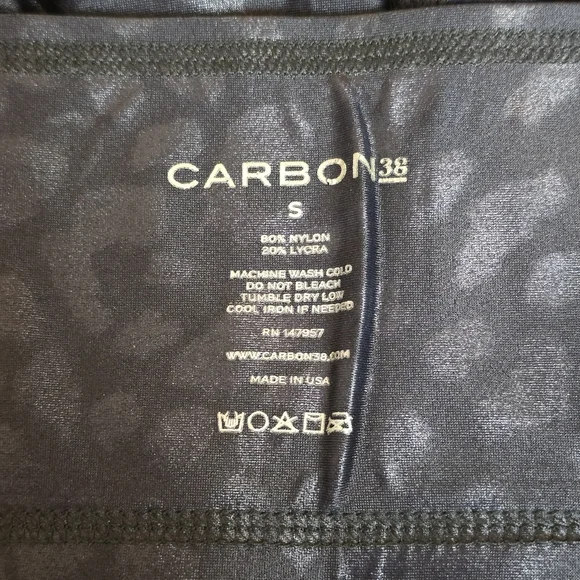 CARBON38
S
80% NYLON
20% LYCRA
MACHINE WASH COLD
DO NOT BLEACH
TUMBLE DRY LOW
COOL IRON IF NEEDED
RN 147957
WWW.CARBON38.COM
MADE IN USA